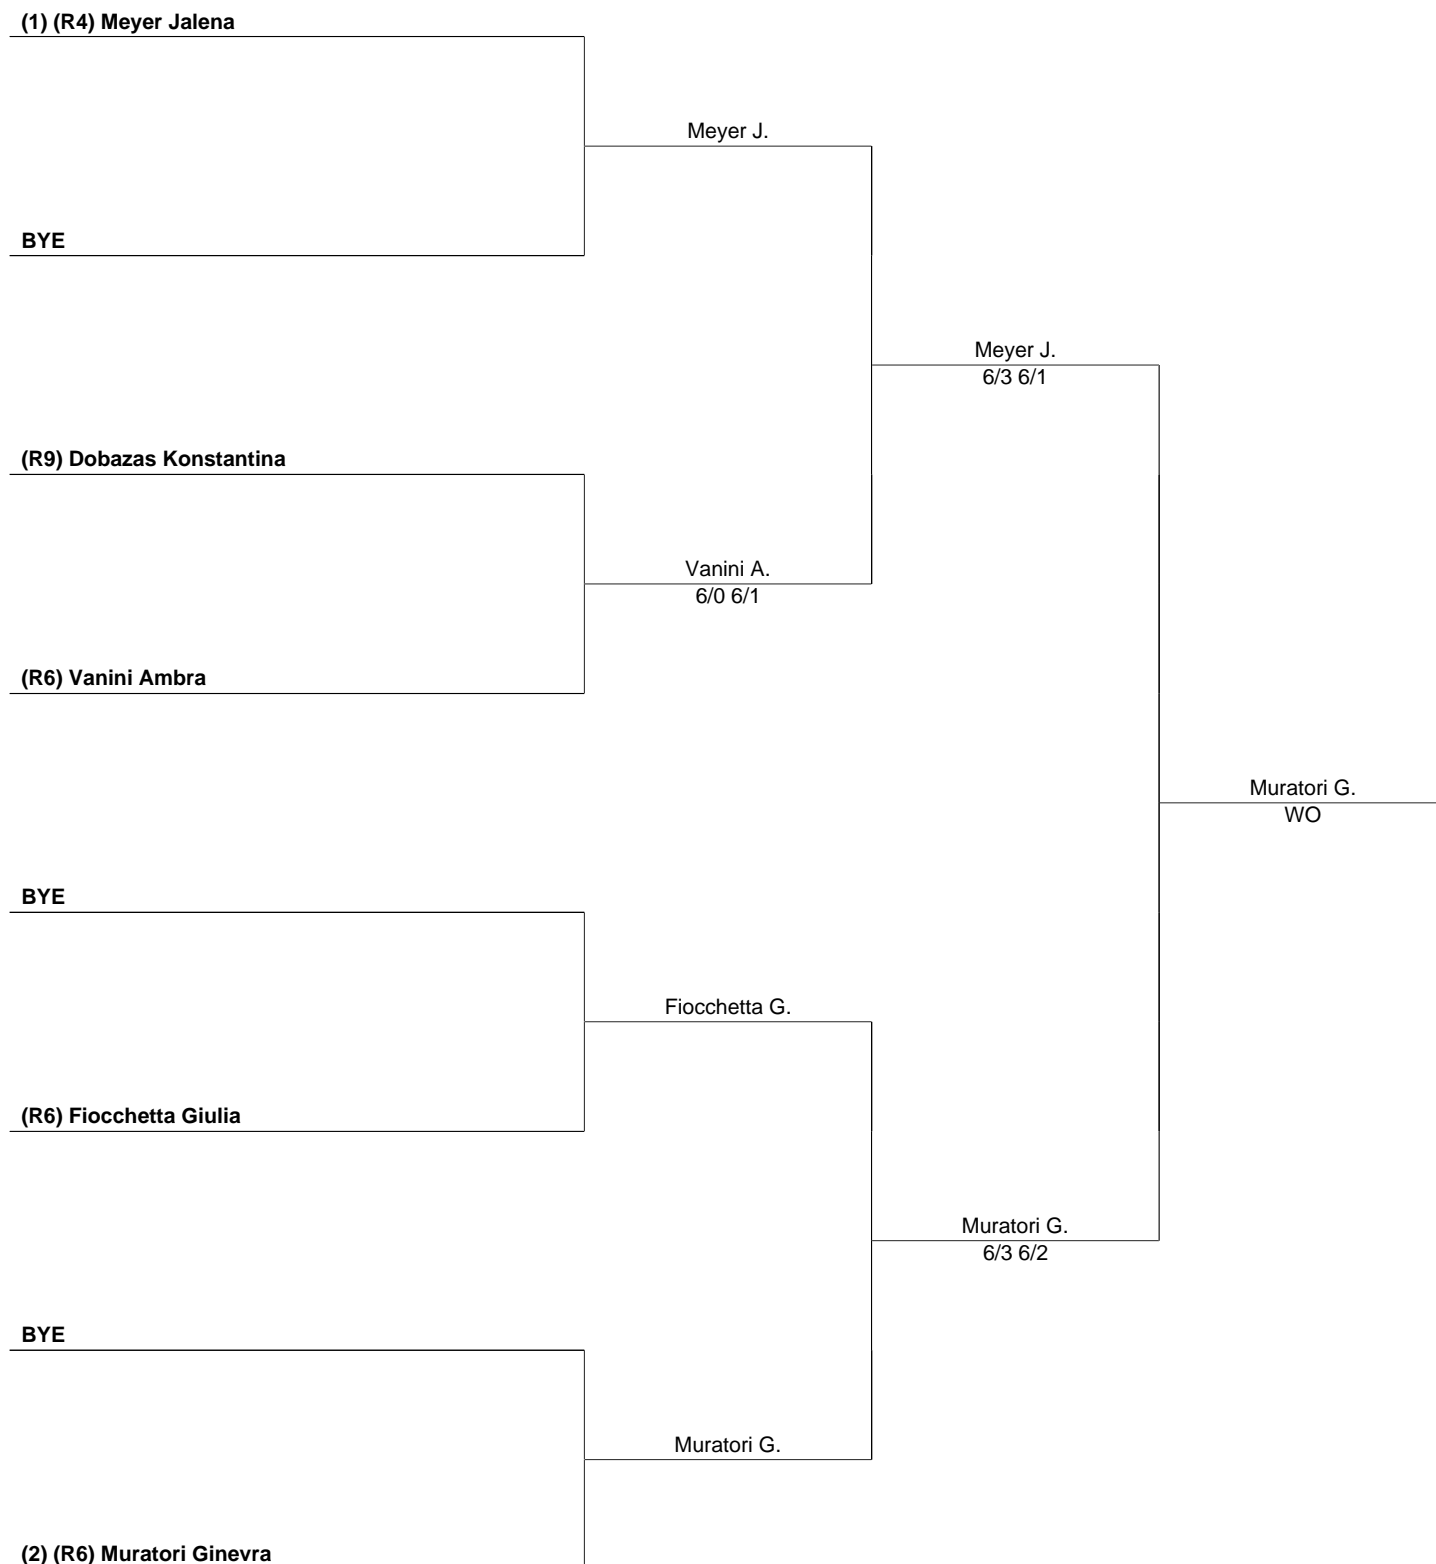 (1) (R4) Meyer Jalena
Meyer J.
BYE
Meyer J.
6/3 6/1
(R9) Dobazas Konstantina
Vanini A.
6/0 6/1
(R6) Vanini Ambra
Muratori G.
WO
BYE
Fiocchetta G.
(R6) Fiocchetta Giulia
Muratori G.
6/3 6/2
BYE
Muratori G.
(2) (R6) Muratori Ginevra